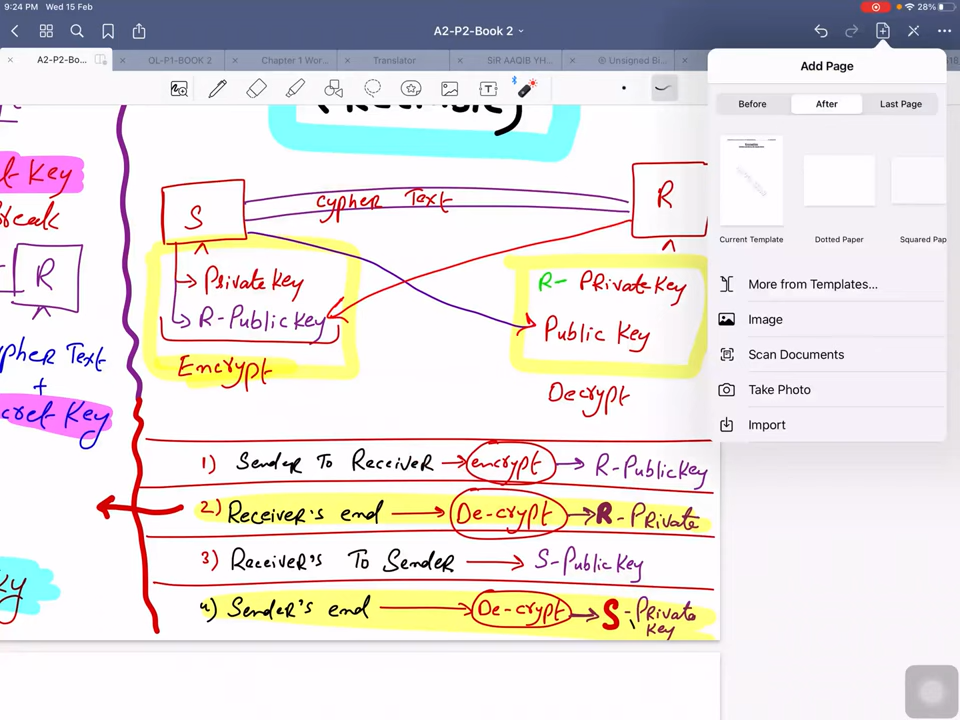 9:24 PM Wed 15 Feb
28%
A2-P2-Book 2
A2-P2-Bo...
OL-P1-BOOK 2
Chapter 1 Wor...
Translator
SIR AAQIB YH...
Unsigned Bi...
Add Page
Before
After
Last Page
Current Template
Dotted Paper
Squared Pap
More from Templates...
Image
Scan Documents
Take Photo
Import
Key
break
R
ypher Text
+
cret Key
S
cypher Text
R
Private Key
R-Public Key
Encrypt
R- Private Key
Public Key
Decrypt
1) Sender To Receiver encrypt R-Public Key
2) Receiver's end De-crypt R-Private
3) Receiver's To Sender S-Public Key
4) Sender's end De-crypt S-Private Key